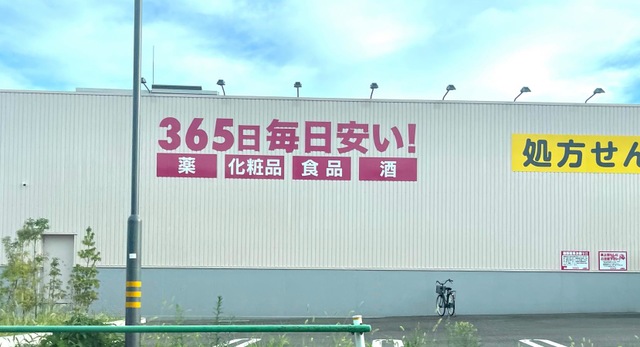 365日毎日安い!
薬 化粧品 食品 酒
処方せん